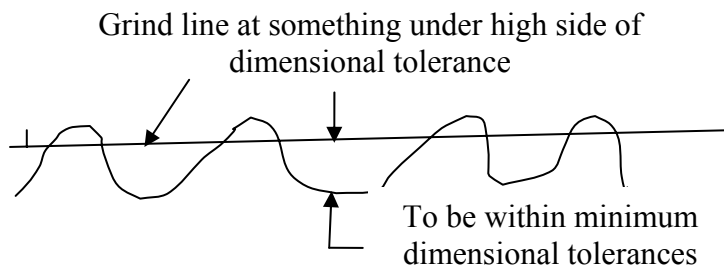 Grind line at something under high side of
dimensional tolerance
To be within minimum
dimensional tolerances